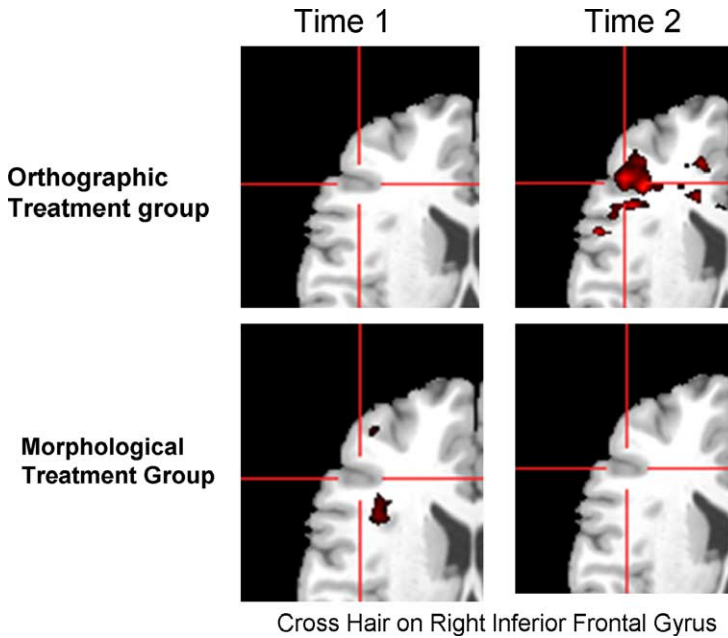 Time 1
Time 2
Orthographic
Treatment group
Morphological
Treatment Group
Cross Hair on Right Inferior Frontal Gyrus